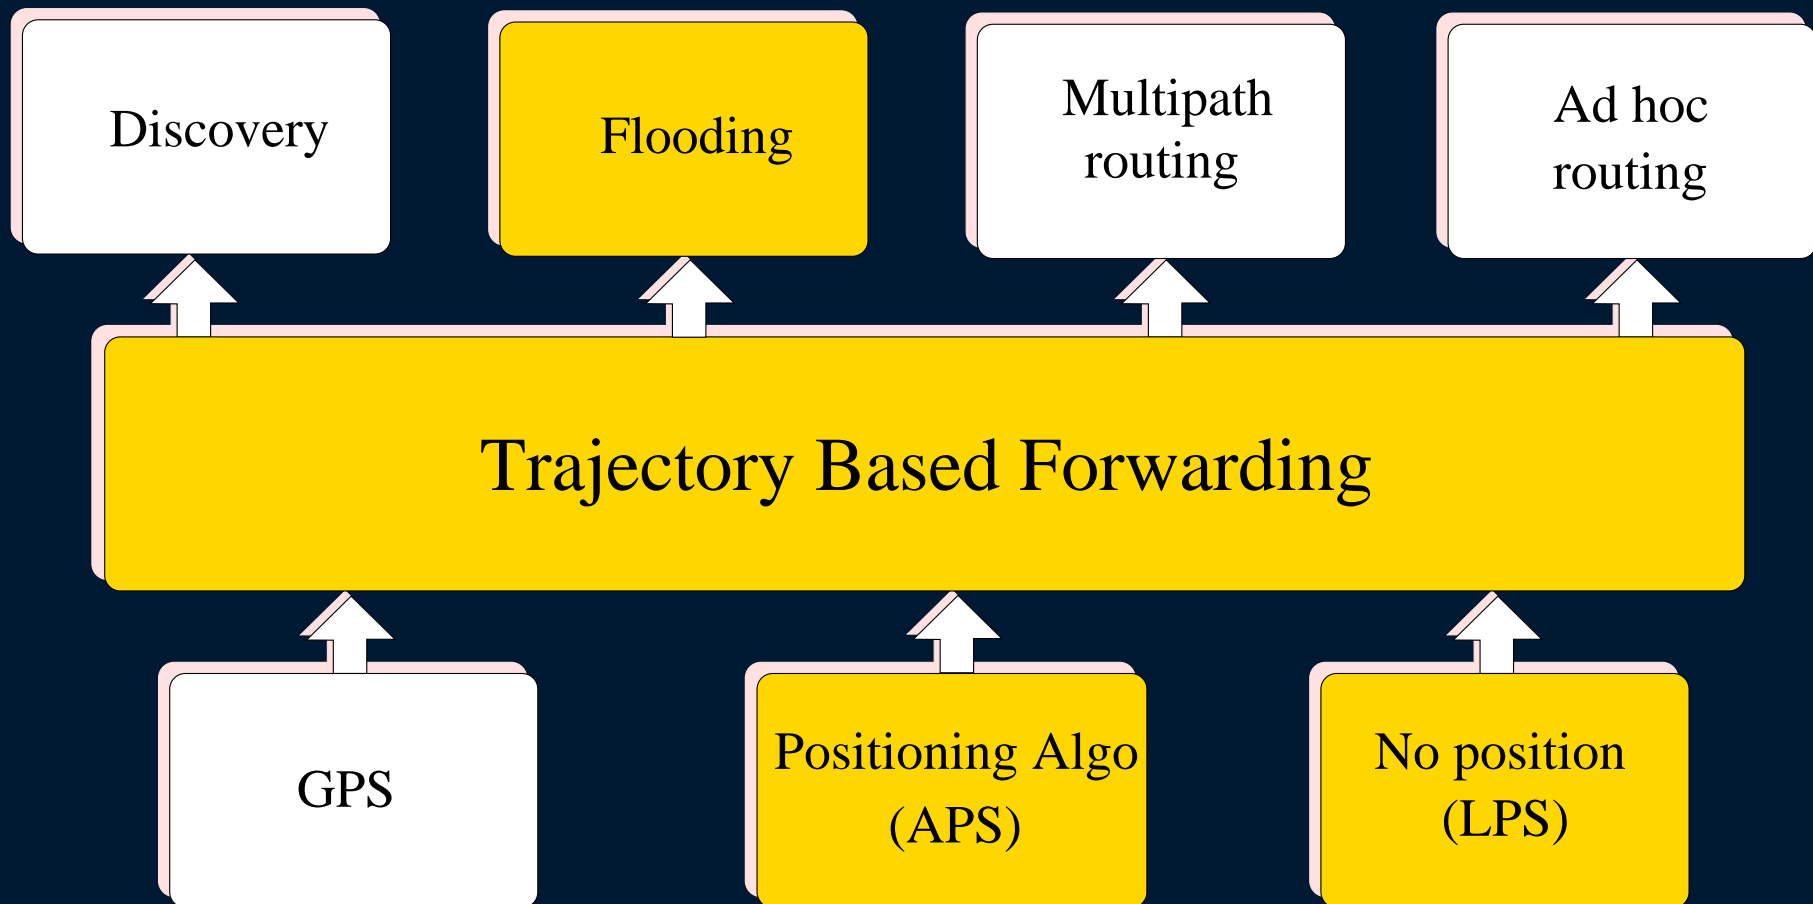 Discovery
Flooding
Multipath
routing
Ad hoc
routing
Trajectory Based Forwarding
GPS
Positioning Algo
(APS)
No position
(LPS)